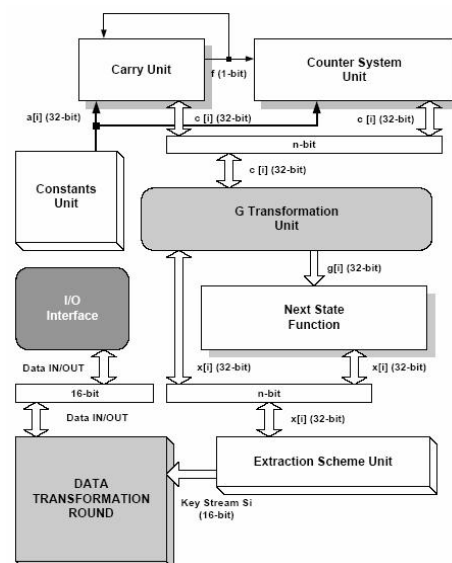 Carry Unit
f (1-bit)
Counter System
Unit
a[i] (32-bit)
c [i] (32-bit)
c [i] (32-bit)
n-bit
Constants
Unit
c [i] (32-bit)
G Transformation
Unit
g[i] (32-bit)
I/O
Interface
Next State
Function
Data IN/OUT
x[i] (32-bit)
x[i] (32-bit)
16-bit
n-bit
Data IN/OUT
x[i] (32-bit)
DATA
TRANSFORMATION
ROUND
Extraction Scheme Unit
Key Stream Si
(16-bit)